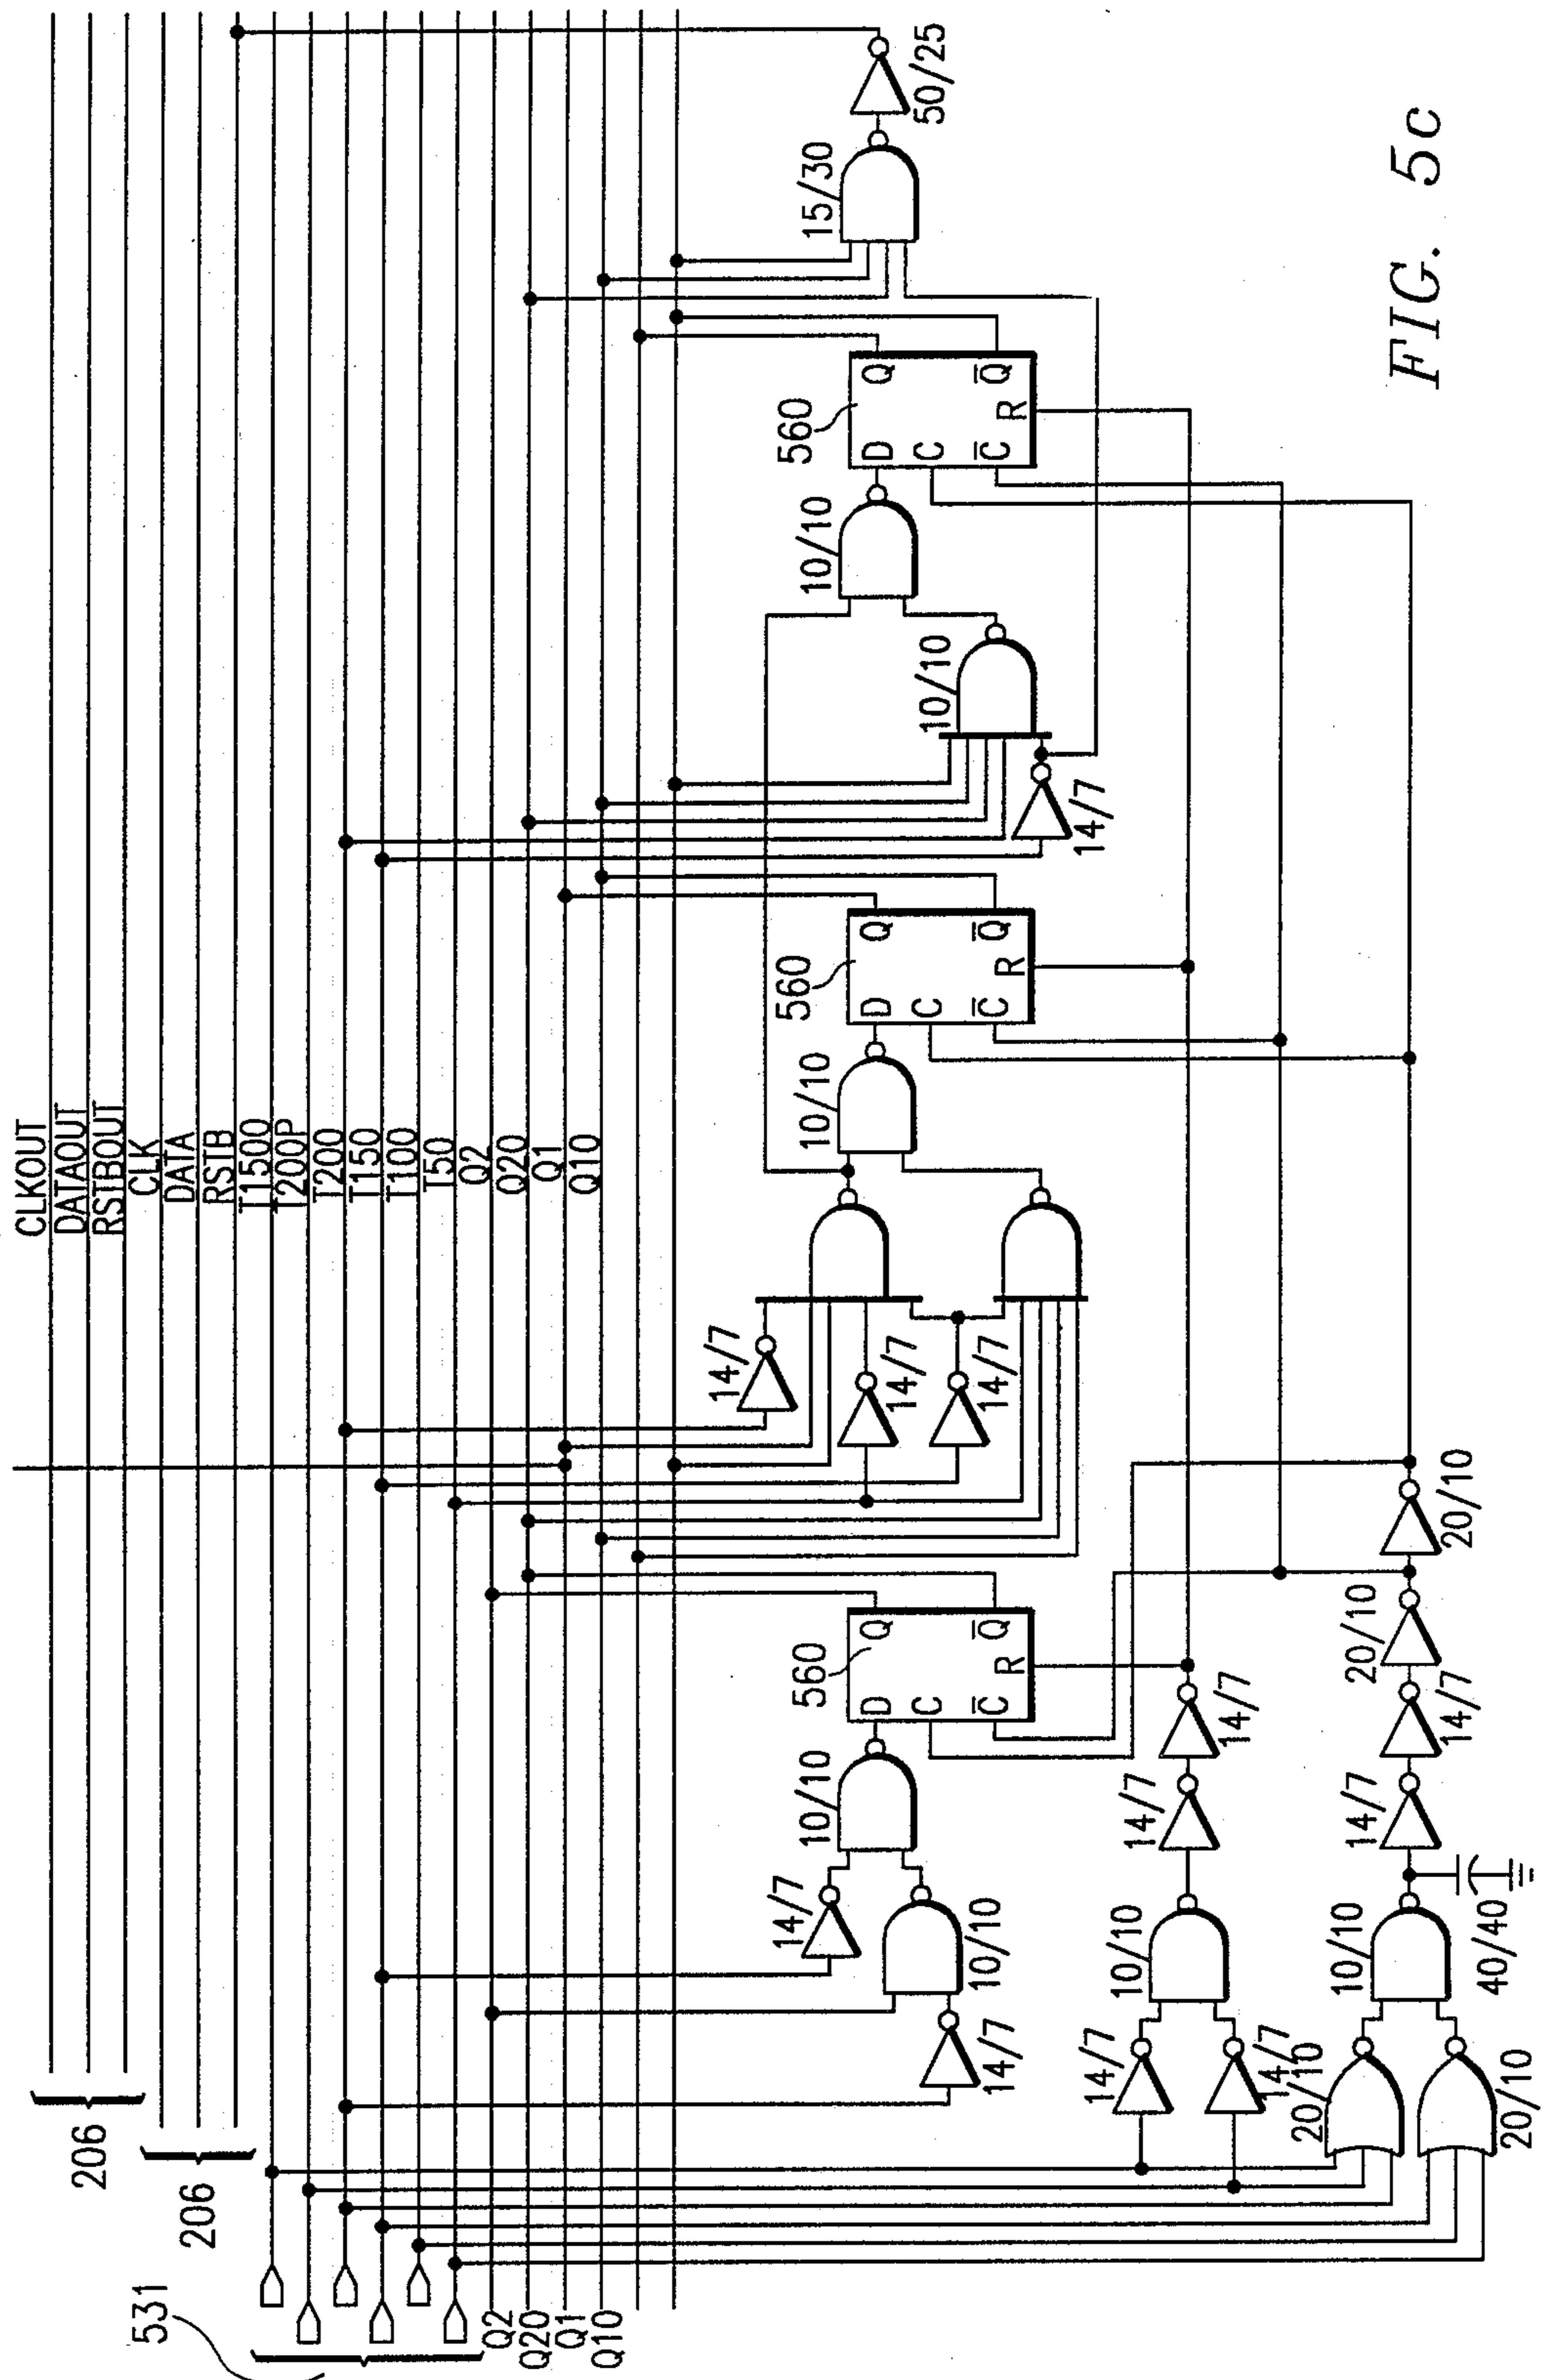 CLKOUT
DATAOUT
RSTBOUT
CLK
DATA
RSTB
T1500
T200P
T200
T150
T100
T50
Q2
Q20
Q1
Q10
206
206
531
Q2
Q20
Q1
Q10
50/25
15/30
560
D
C
C̅
Q
Q̅
R
10/10
10/10
14/7
560
D
C
C̅
Q
Q̅
R
10/10
14/7
14/7
14/7
560
D
C
C̅
Q
Q̅
R
10/10
14/7
10/10
14/7
14/7
14/7
10/10
14/7
14/7
20/10
20/10
10/10
40/40
14/7
14/7
20/10
20/10
FIG. 5c